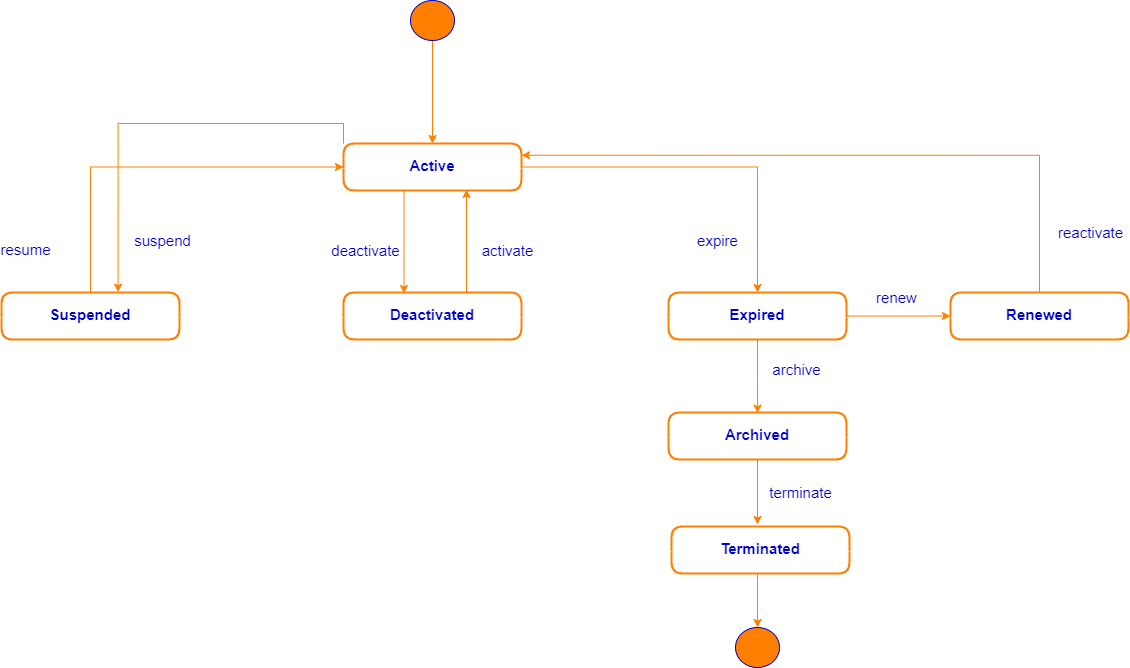 Active
suspend
resume
deactivate
activate
expire
reactivate
Suspended
Deactivated
Expired
renew
Renewed
archive
Archived
terminate
Terminated